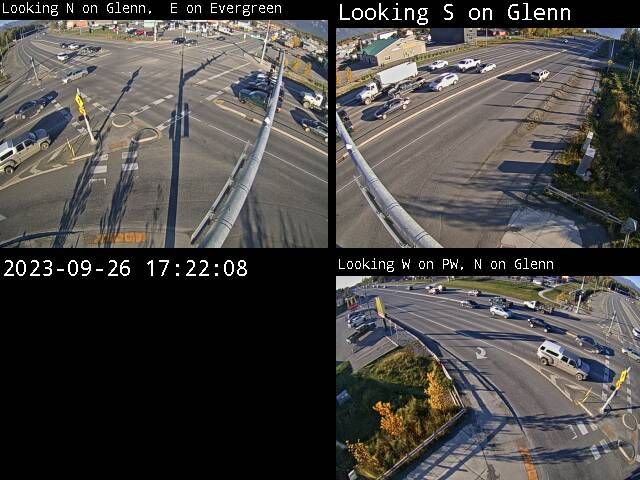 Looking N on Glenn, E on Evergreen
Looking S on Glenn
2023-09-26 17:22:08
Looking W on PW, N on Glenn